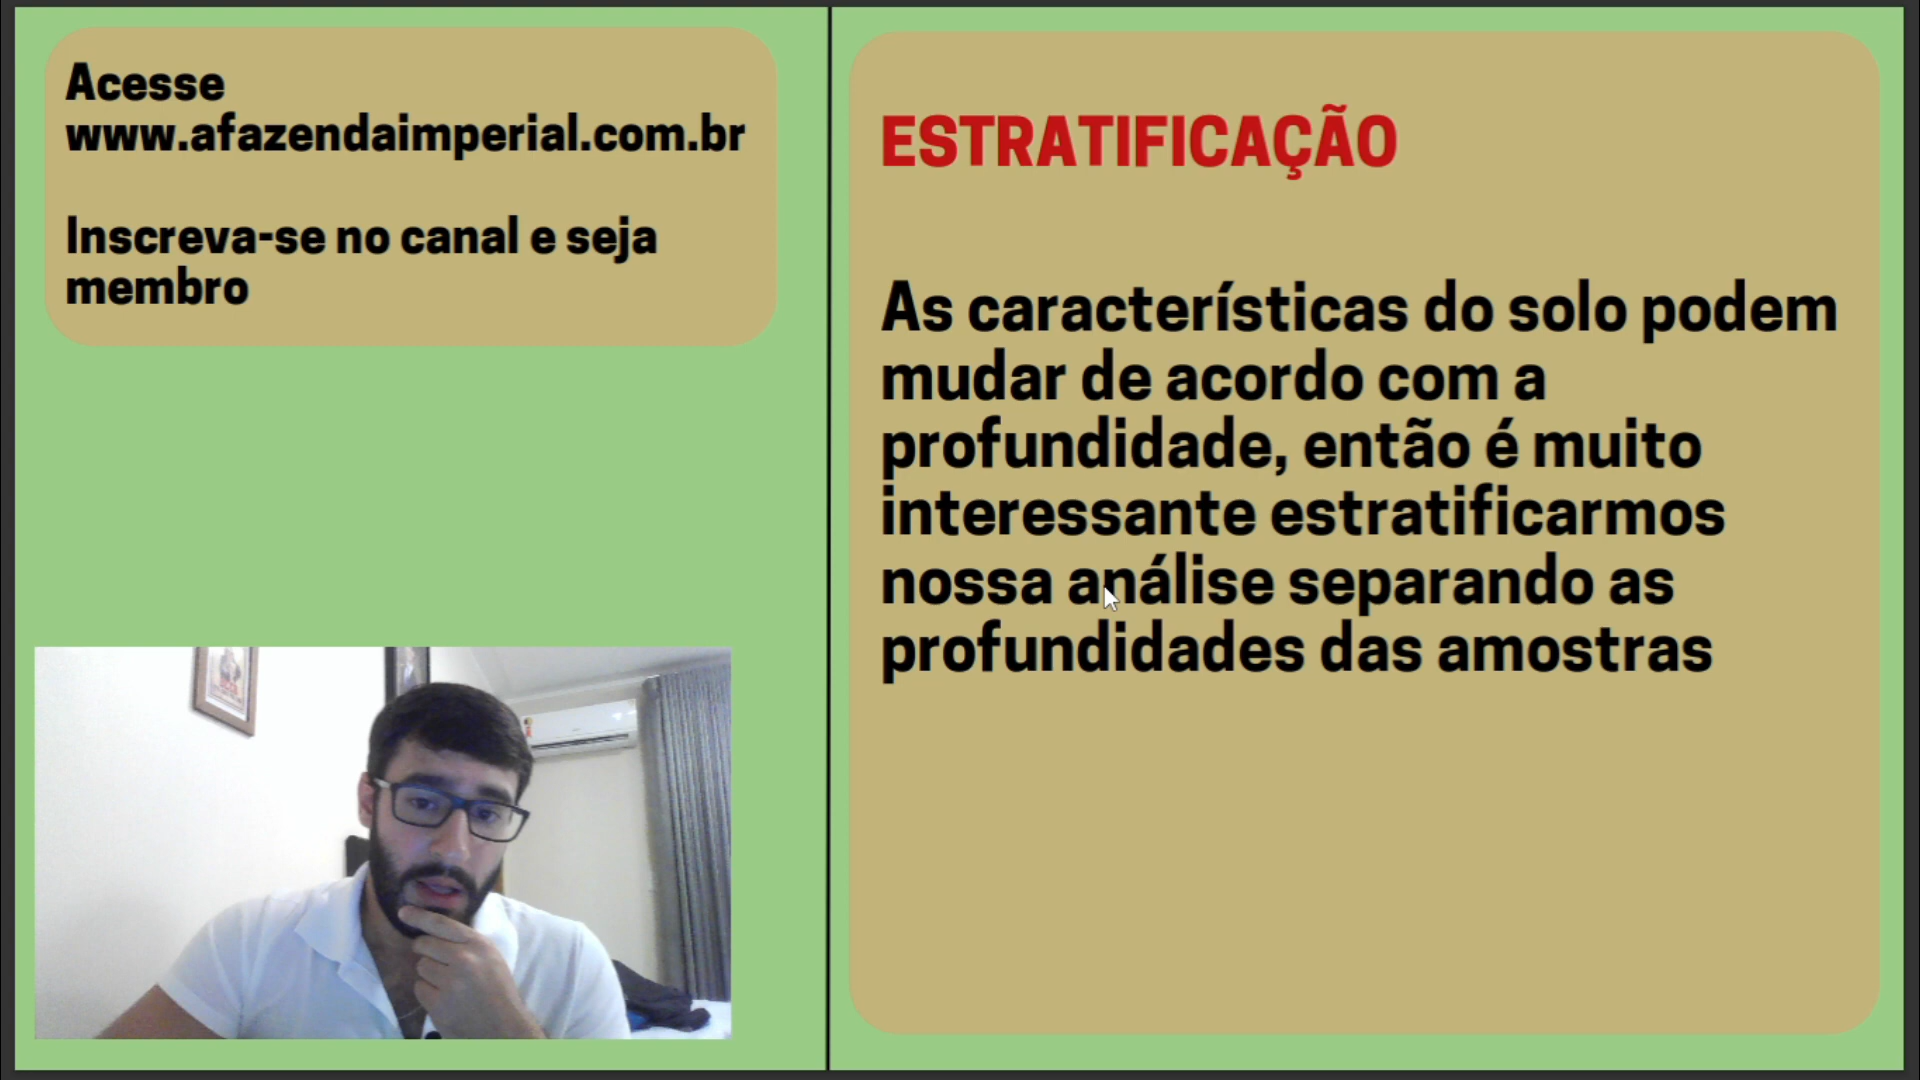 Acesse
www.afazendaimperial.com.br
Inscreva-se no canal e seja
membro
ESTRATIFICAÇÃO
As características do solo podem
mudar de acordo com a
profundidade, então é muito
interessante estratificarmos
nossa análise separando as
profundidades das amostras